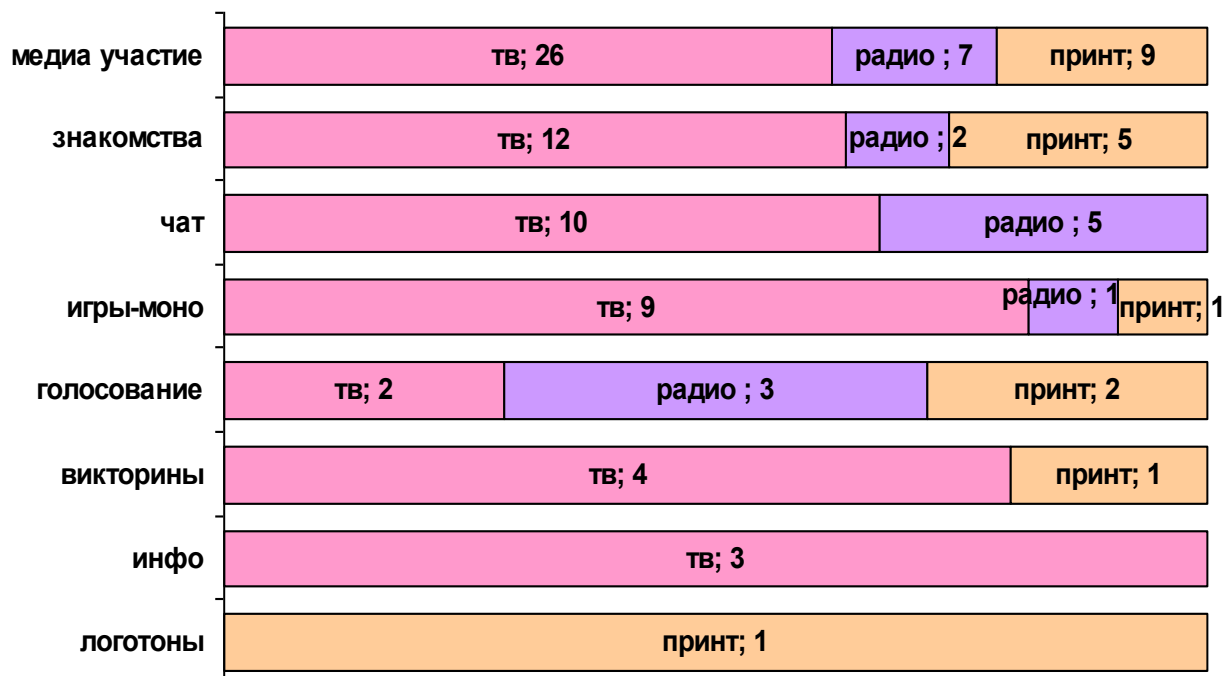 медиа участие тв; 26 радио ; 7 принт; 9
знакомства тв; 12 радио ; 2 принт; 5
чат тв; 10 радио ; 5
игры-моно тв; 9 радио ; 1 принт; 1
голосование тв; 2 радио ; 3 принт; 2
викторины тв; 4 принт; 1
инфо тв; 3
логотоны принт; 1